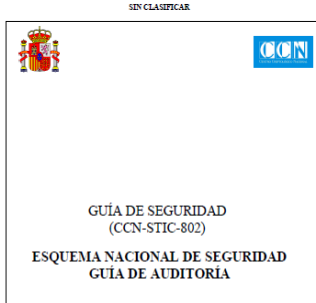 SIN CLASIFICAR
CCN
GUÍA DE SEGURIDAD
(CCN-STIC-802)
ESQUEMA NACIONAL DE SEGURIDAD
GUÍA DE AUDITORÍA